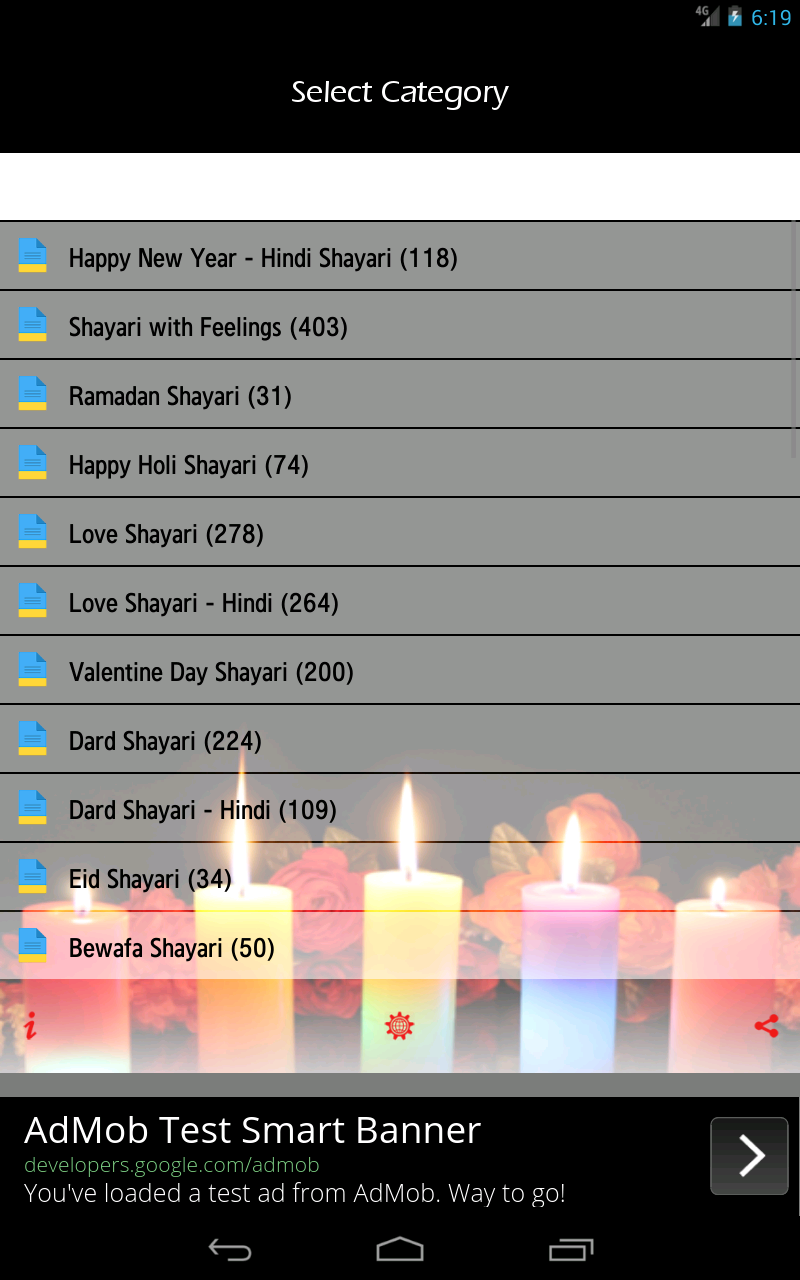 4G 6:19
Select Category
Happy New Year - Hindi Shayari (118)
Shayari with Feelings (403)
Ramadan Shayari (31)
Happy Holi Shayari (74)
Love Shayari (278)
Love Shayari - Hindi (264)
Valentine Day Shayari (200)
Dard Shayari (224)
Dard Shayari - Hindi (109)
Eid Shayari (34)
Bewafa Shayari (50)
i
AdMob Test Smart Banner
developers.google.com/admob
You've loaded a test ad from AdMob. Way to go!